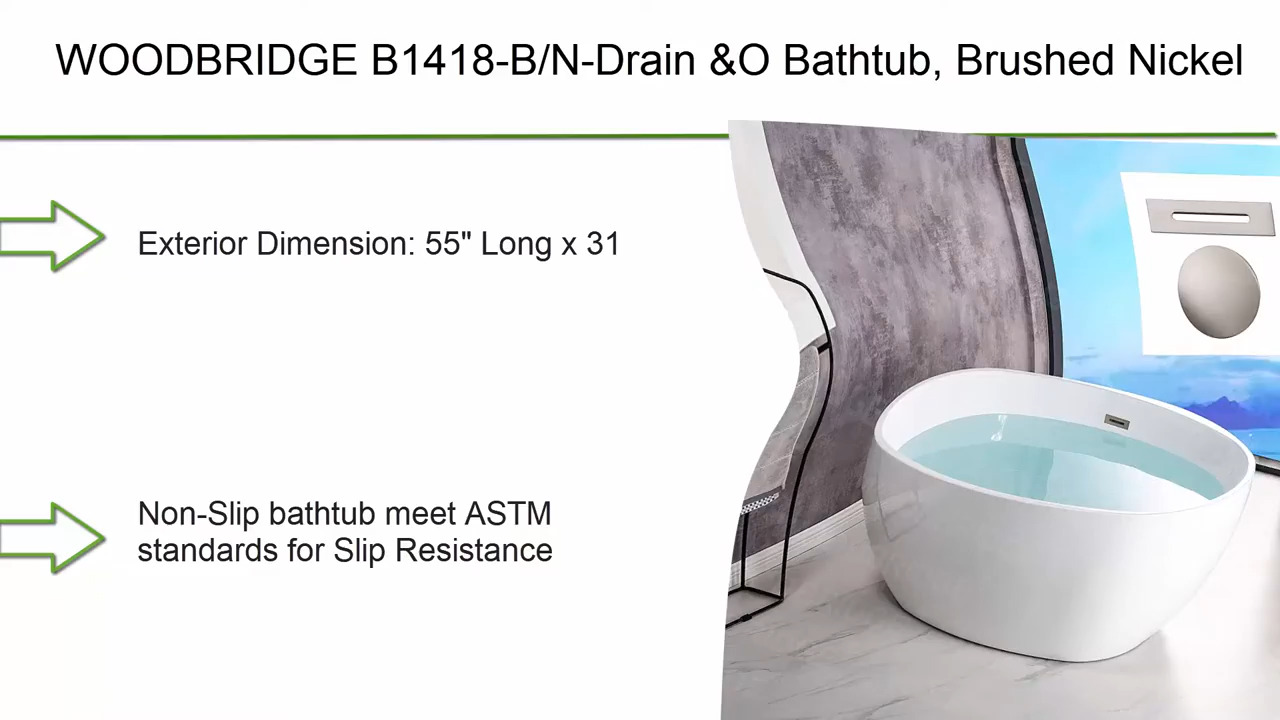 WOODBRIDGE B1418-B/N-Drain &O Bathtub, Brushed Nickel
Exterior Dimension: 55" Long x 31
Non-Slip bathtub meet ASTM
standards for Slip Resistance